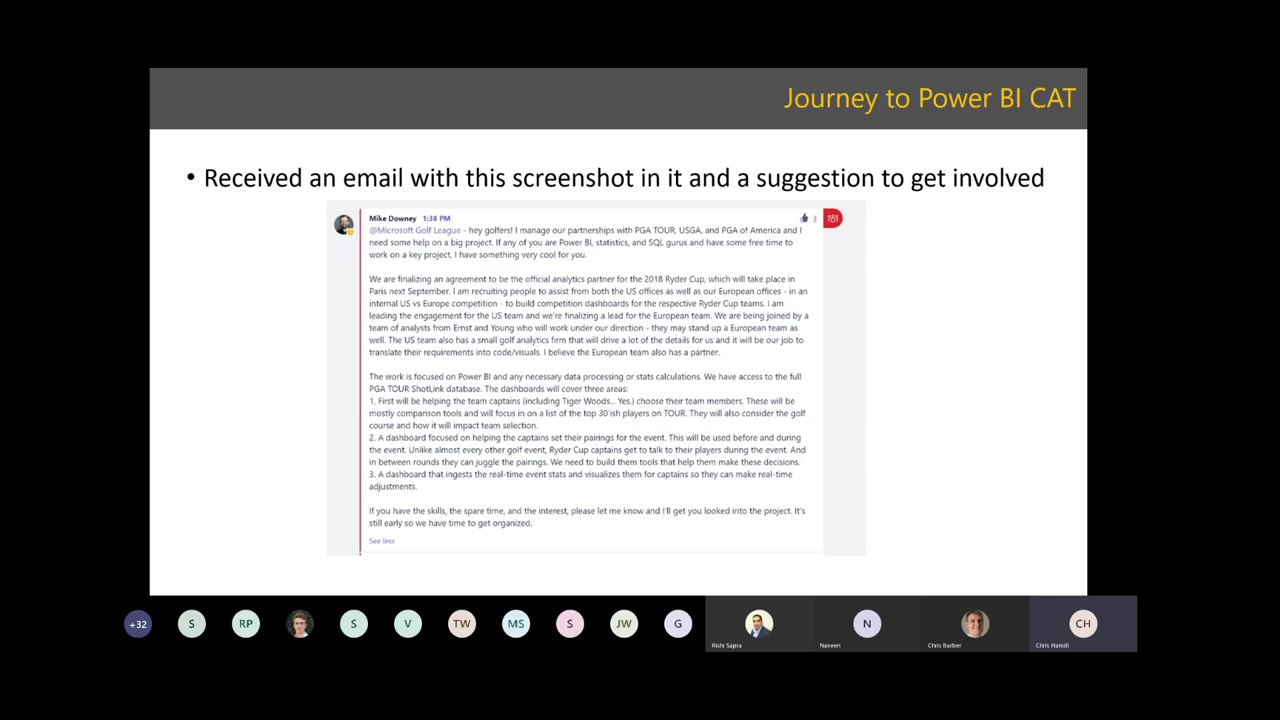 Journey to Power BI CAT
• Received an email with this screenshot in it and a suggestion to get involved
Mike Downey 1:38 PM
3
@Microsoft Golf League - hey golfers! I manage our partnerships with PGA TOUR, USGA, and PGA of America and I
need some help on a big project. If any of you are Power BI, statistics, and SQL gurus and have some free time to
work on a key project, I have something very cool for you.
We are finalizing an agreement to be the official analytics partner for the 2018 Ryder Cup, which will take place in
Paris next September. I am recruiting people to assist from both the US offices as well as our European offices - in an
internal US vs Europe competition - to build competition dashboards for the respective Ryder Cup teams. I am
leading the engagement for the US team and we're finalizing a lead for the European team. We are being joined by a
team of analysts from Ernst and Young who will work under our direction - they may stand up a European team as
well. The US team also has a small golf analytics firm that will drive a lot of the details for us and it will be our job to
translate their requirements into code/visuals. I believe the European team also has a partner.
The work is focused on Power BI and any necessary data processing or stats calculations. We have access to the full
PGA TOUR ShotLink database. The dashboards will cover three areas:
1. First will be helping the team captains (including Tiger Woods... Yes.) choose their team members. These will be
mostly comparison tools and will focus in on a list of the top 30'ish players on TOUR. They will also consider the golf
course and how it will impact team selection.
2. A dashboard focused on helping the captains set their pairings for the event. This will be used before and during
the event. Unlike almost every other golf event, Ryder Cup captains get to talk to their players during the event. And
in between rounds they can juggle the pairings. We need to build them tools that help them make these decisions.
3. A dashboard that ingests the real-time event stats and visualizes them for captains so they can make real-time
adjustments.
If you have the skills, the spare time, and the interest, please let me know and I'll get you looked into the project. It's
still early so we have time to get organized.
See less
+32 S RP S V TW MS S JW G N CH
Rishi Sapra Naveen Chris Barber Chris Hamill